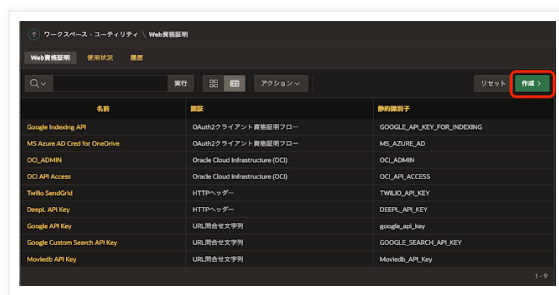 ワークスペース・ユーティリティ \ Web資格証明
Web資格証明 使用状況 履歴
実行 アクション リセット 作成 >
名前 認証 静的識別子
Google Indexing API OAuth2クライアント資格証明フロー GOOGLE_API_KEY_FOR_INDEXING
MS Azure AD Cred for OneDrive OAuth2クライアント資格証明フロー MS_AZURE_AD
OCI_ADMIN Oracle Cloud Infrastructure (OCI) OCI_ADMIN
OCI API Access Oracle Cloud Infrastructure (OCI) OCI_API_ACCESS
Twilio SendGrid HTTPヘッダー TWILIO_API_KEY
DeepL API Key HTTPヘッダー DEEPL_API_KEY
Google API Key URL問合せ文字列 google_api_key
Google Custom Search API Key URL問合せ文字列 GOOGLE_SEARCH_API_KEY
Moviedb API Key URL問合せ文字列 Moviedb_API_Key
1 - 9